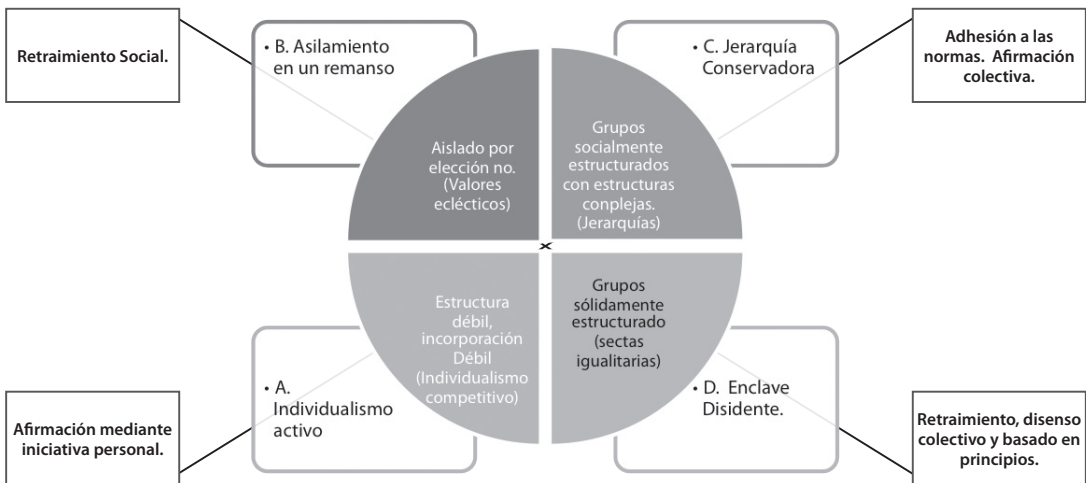 Retraimiento Social.
• B. Asilamiento
en un remanso
Aislado por
elección no.
(Valores
eclécticos)
• C. Jerarquía
Conservadora
Grupos
socialmente
estructurados
con estructuras
conplejas.
(Jerarquías)
Adhesión a las
normas. Afirmación
colectiva.
x
Afirmación mediante
iniciativa personal.
• A.
Individualismo
activo
Estructura
débil,
incorporación
Débil
(Individualismo
competitivo)
Grupos
sólidamente
estructurado
(sectas
igualitarias)
• D. Enclave
Disidente.
Retraimiento, disenso
colectivo y basado en
principios.